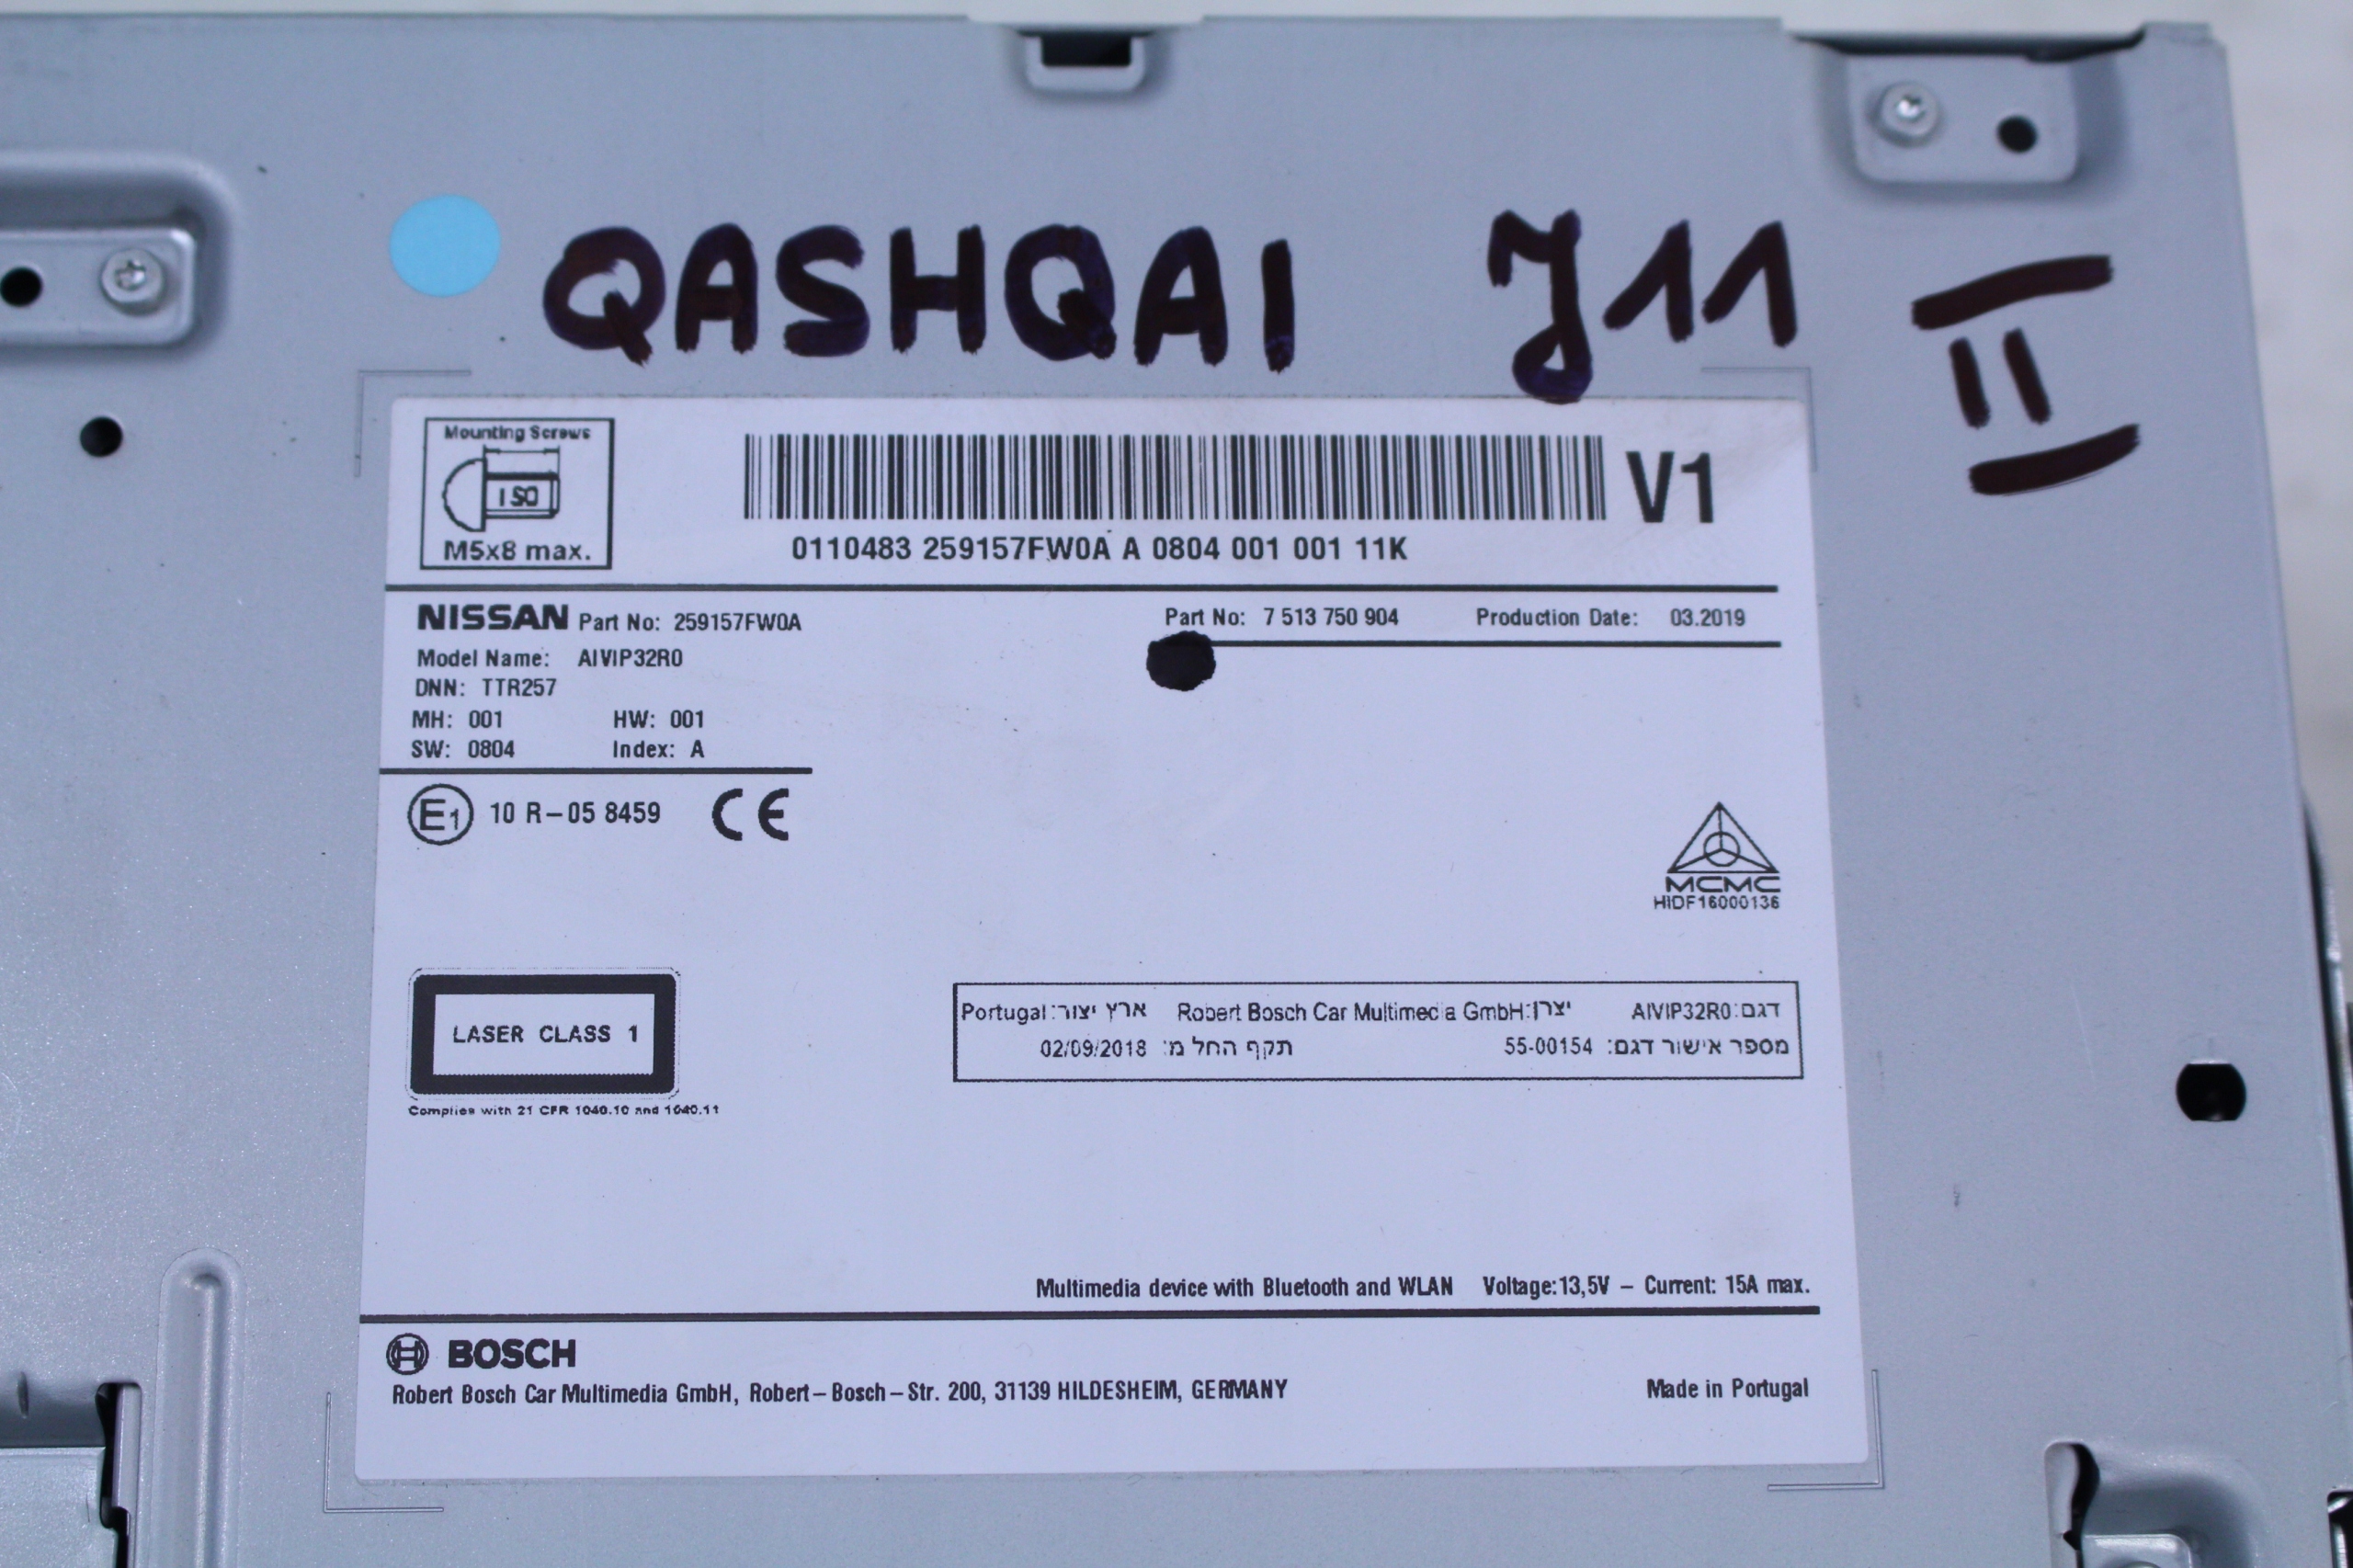 QASHQAI J11 II
Mounting Screws
ISO
M5x8 max.
V1
0110483 259157FW0A A 0804 001 001 11K
NISSAN Part No: 259157FW0A
Part No: 7 513 750 904 Production Date: 03.2019
Model Name: AIVIP32R0
DNN: TTR257
MH: 001 HW: 001
SW: 0804 Index: A
E1 10 R-05 8459 CE
MCMC
HIDF16000136
LASER CLASS 1
Complies with 21 CFR 1040.10 and 1040.11
דגם:AIVIP32R0 יצרן:Robert Bosch Car Multimedia GmbH ארץ יצור:Portugal
מספר אישור דגם: 55-00154 תקף החל מ: 02/09/2018
Multimedia device with Bluetooth and WLAN Voltage:13,5V – Current: 15A max.
BOSCH
Robert Bosch Car Multimedia GmbH, Robert-Bosch-Str. 200, 31139 HILDESHEIM, GERMANY
Made in Portugal